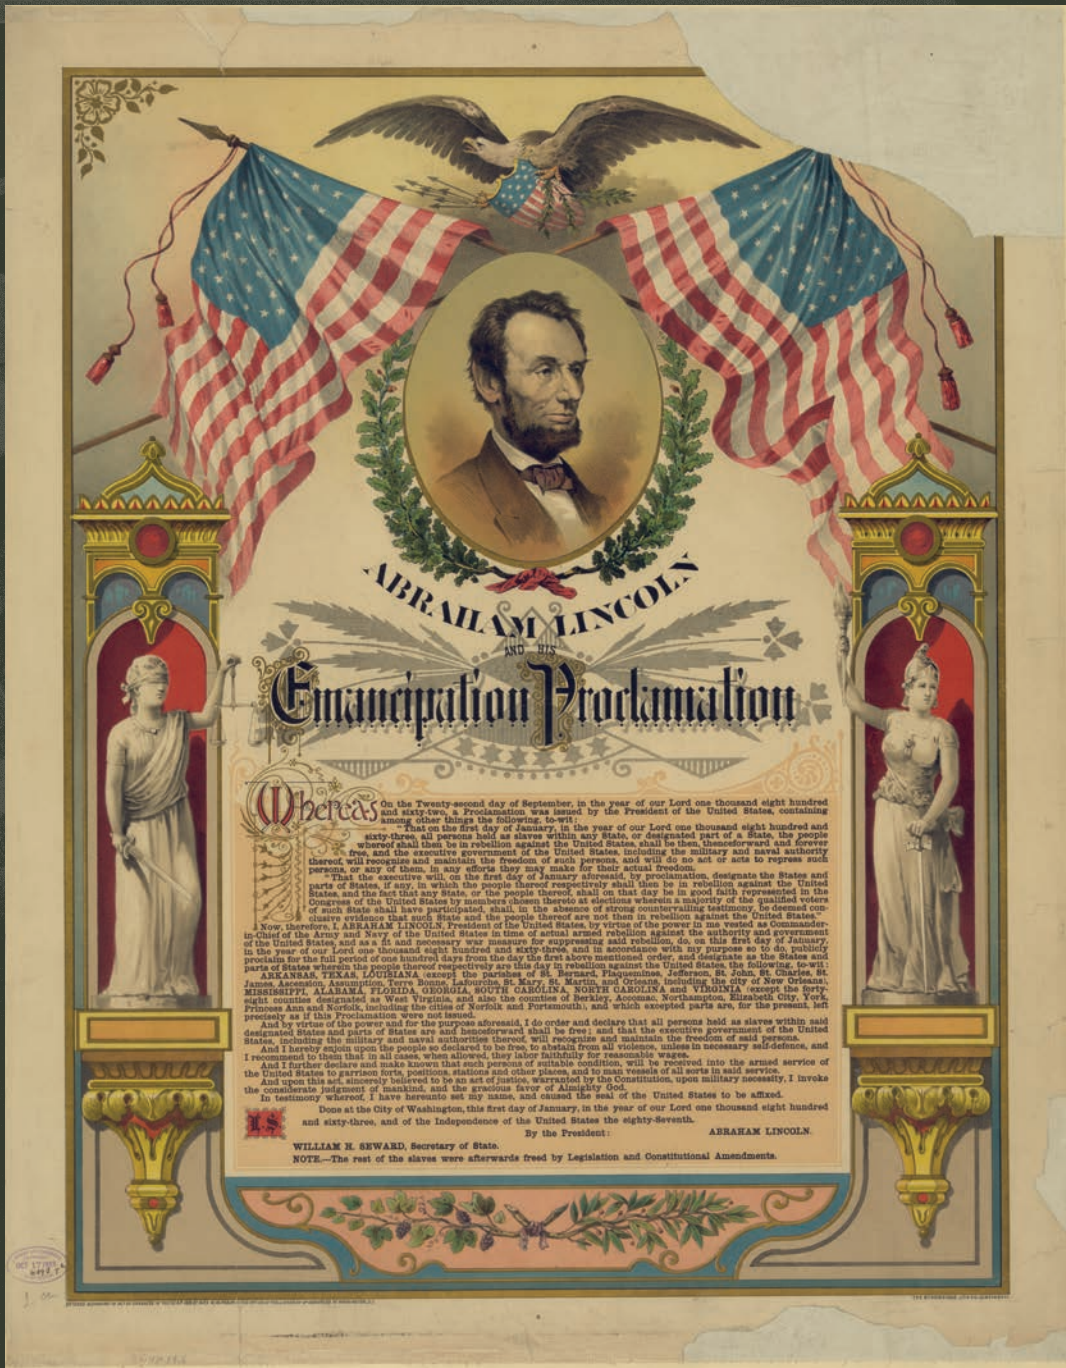 ABRAHAM LINCOLN
AND HIS
Emancipation Proclamation
Whereas On the Twenty-second day of September, in the year of our Lord one thousand eight hundred
and sixty-two, a Proclamation was issued by the President of the United States, containing
among other things the following, to-wit:
"That on the first day of January, in the year of our Lord one thousand eight hundred and
sixty-three, all persons held as slaves within any State, or designated part of a State, the people
whereof shall then be in rebellion against the United States, shall be then, thenceforward and forever
free, and the executive government of the United States, including the military and naval authority
thereof, will recognize and maintain the freedom of such persons, and will do no act or acts to repress such
persons, or any of them, in any efforts they may make for their actual freedom.
"That the executive will, on the first day of January aforesaid, by proclamation, designate the States and
parts of States, if any, in which the people thereof respectively shall then be in rebellion against the United
States, and the fact that any State, or the people thereof, shall on that day be in good faith represented in the
Congress of the United States by members chosen thereto at elections wherein a majority of the qualified voters
of such State shall have participated, shall, in the absence of strong countervailing testimony, be deemed con-
clusive evidence that such State and the people thereof are not then in rebellion against the United States."
Now, therefore, I, ABRAHAM LINCOLN, President of the United States, by virtue of the power in me vested as Commander-
in-Chief of the Army and Navy of the United States in time of actual armed rebellion against the authority and government
of the United States, and as a fit and necessary war measure for suppressing said rebellion, do, on this first day of January,
in the year of our Lord one thousand eight hundred and sixty-three, and in accordance with my purpose so to do, publicly
proclaim for the full period of one hundred days from the day the first above mentioned order, and designate as the States and
parts of States wherein the people thereof respectively are this day in rebellion against the United States, the following, to-wit:
ARKANSAS, TEXAS, LOUISIANA (except the parishes of St. Bernard, Plaquemines, Jefferson, St. John, St. Charles, St.
James, Ascension, Assumption, Terre Bonne, Lafourche, St. Mary, St. Martin, and Orleans, including the city of New Orleans),
MISSISSIPPI, ALABAMA, FLORIDA, GEORGIA, SOUTH CAROLINA, NORTH CAROLINA and VIRGINIA (except the forty-
eight counties designated as West Virginia, and also the counties of Berkley, Accomac, Northampton, Elizabeth City, York,
Princess Ann and Norfolk, including the cities of Norfolk and Portsmouth), and which excepted parts are, for the present, left
precisely as if this Proclamation were not issued.
And by virtue of the power and for the purpose aforesaid, I do order and declare that all persons held as slaves within said
designated States and parts of States are and henceforward shall be free; and that the executive government of the United
States, including the military and naval authorities thereof, will recognize and maintain the freedom of said persons.
And I hereby enjoin upon the people so declared to be free, to abstain from all violence, unless in necessary self-defence, and
I recommend to them that in all cases, when allowed, they labor faithfully for reasonable wages.
And I further declare and make known that such persons of suitable condition, will be received into the armed service of
the United States to garrison forts, positions, stations and other places, and to man vessels of all sorts in said service.
And upon this act, sincerely believed to be an act of justice, warranted by the Constitution, upon military necessity, I invoke
the considerate judgment of mankind, and the gracious favor of Almighty God.
In testimony whereof, I have hereunto set my name, and caused the seal of the United States to be affixed.
L.S. Done at the City of Washington, this first day of January, in the year of our Lord one thousand eight hundred
and sixty-three, and of the Independence of the United States the eighty-Seventh.
By the President: ABRAHAM LINCOLN.
WILLIAM H. SEWARD, Secretary of State.
NOTE.—The rest of the slaves were afterwards freed by Legislation and Constitutional Amendments.